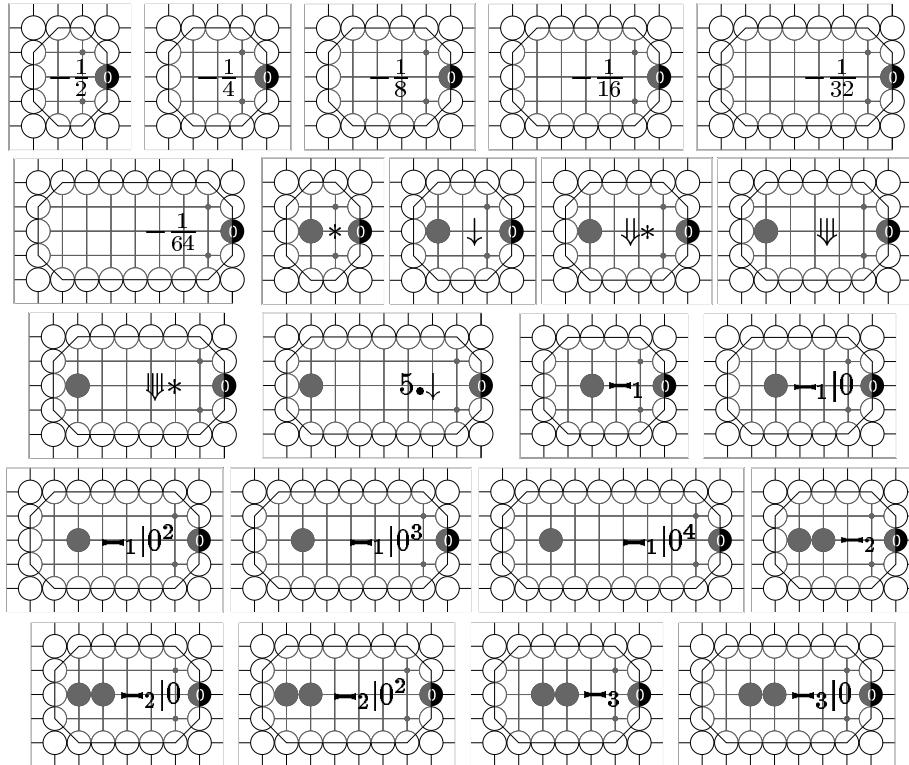 −1/2 0 −1/4 0 −1/8 0 −1/16 0 −1/32 0
−1/64 0 * 0 ↓ 0 ⇓* 0 ⤋ 0
⟱* 0 5.↓ 0 ⧟₁ 0 ⧟₁|0 0
⧟₁|0² 0 ⧟₁|0³ 0 ⧟₁|0⁴ 0 ⧟₂ 0
⧟₂|0 0 ⧟₂|0² 0 ⧟₃ 0 ⧟₃|0 0